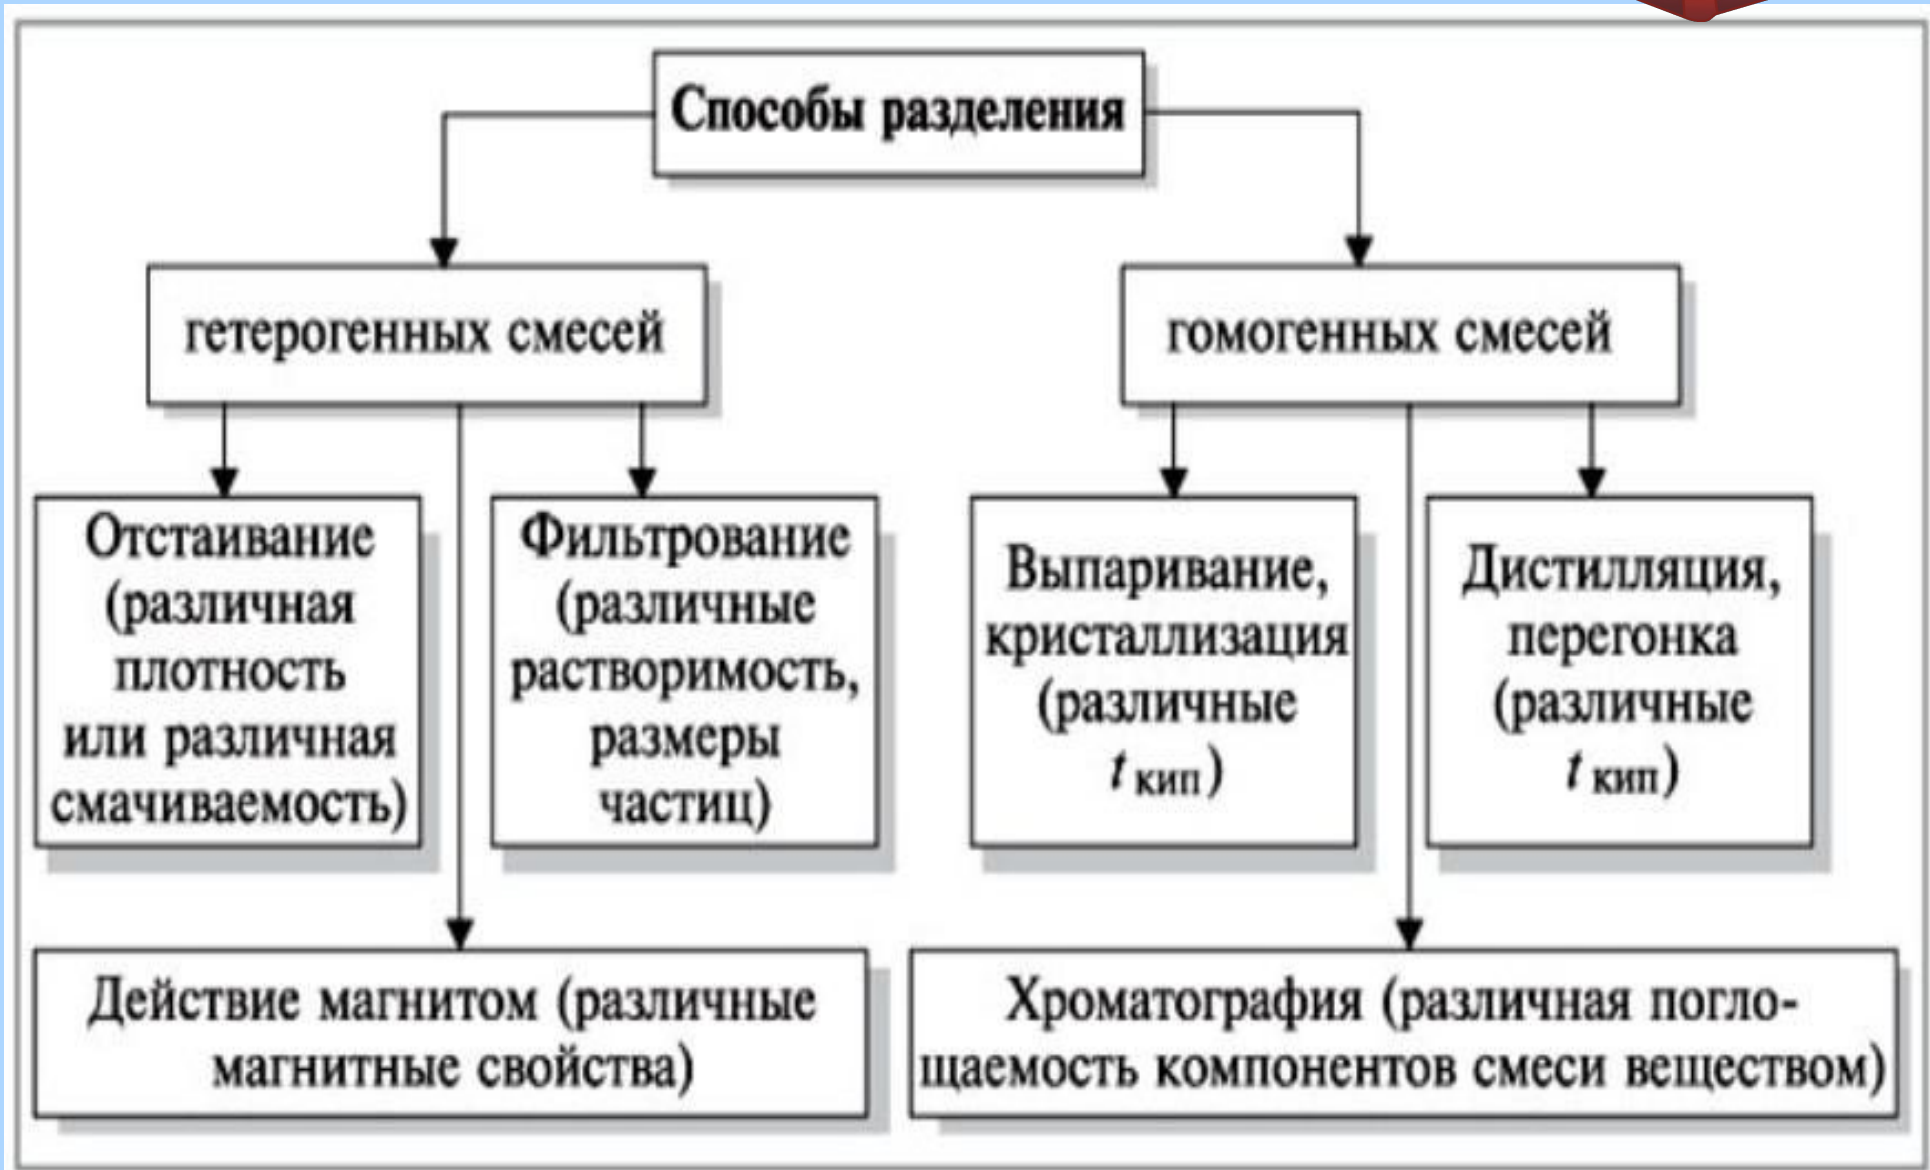 Способы разделения
гетерогенных смесей
гомогенных смесей
Отстаивание
(различная
плотность
или различная
смачиваемость)
Фильтрование
(различные
растворимость,
размеры
частиц)
Выпаривание,
кристаллизация
(различные
t кип)
Дистилляция,
перегонка
(различные
t кип)
Действие магнитом (различные
магнитные свойства)
Хроматография (различная погло-
щаемость компонентов смеси веществом)